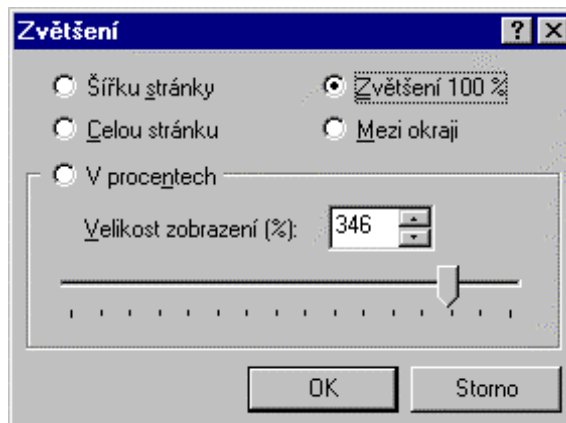 Zvětšení
Šířku stránky
Zvětšení 100 %
Celou stránku
Mezi okraji
V procentech
Velikost zobrazení (%): 346
OK
Storno